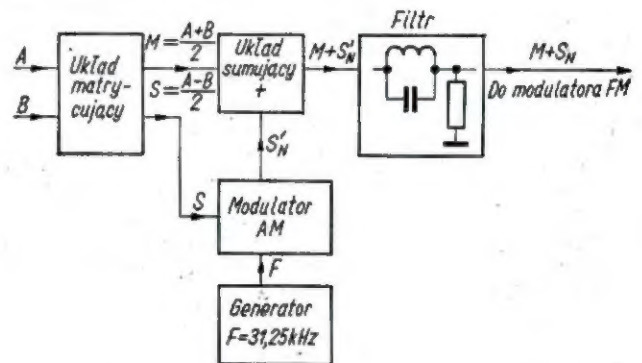 Filtr
A
B
Układ
matry-
cujący
M = A+B/2
S = A-B/2
Układ
sumujący
+
M+S'N
M+SN
Do modulatora FM
S'N
S
Modulator
AM
F
Generator
F=31,25kHz